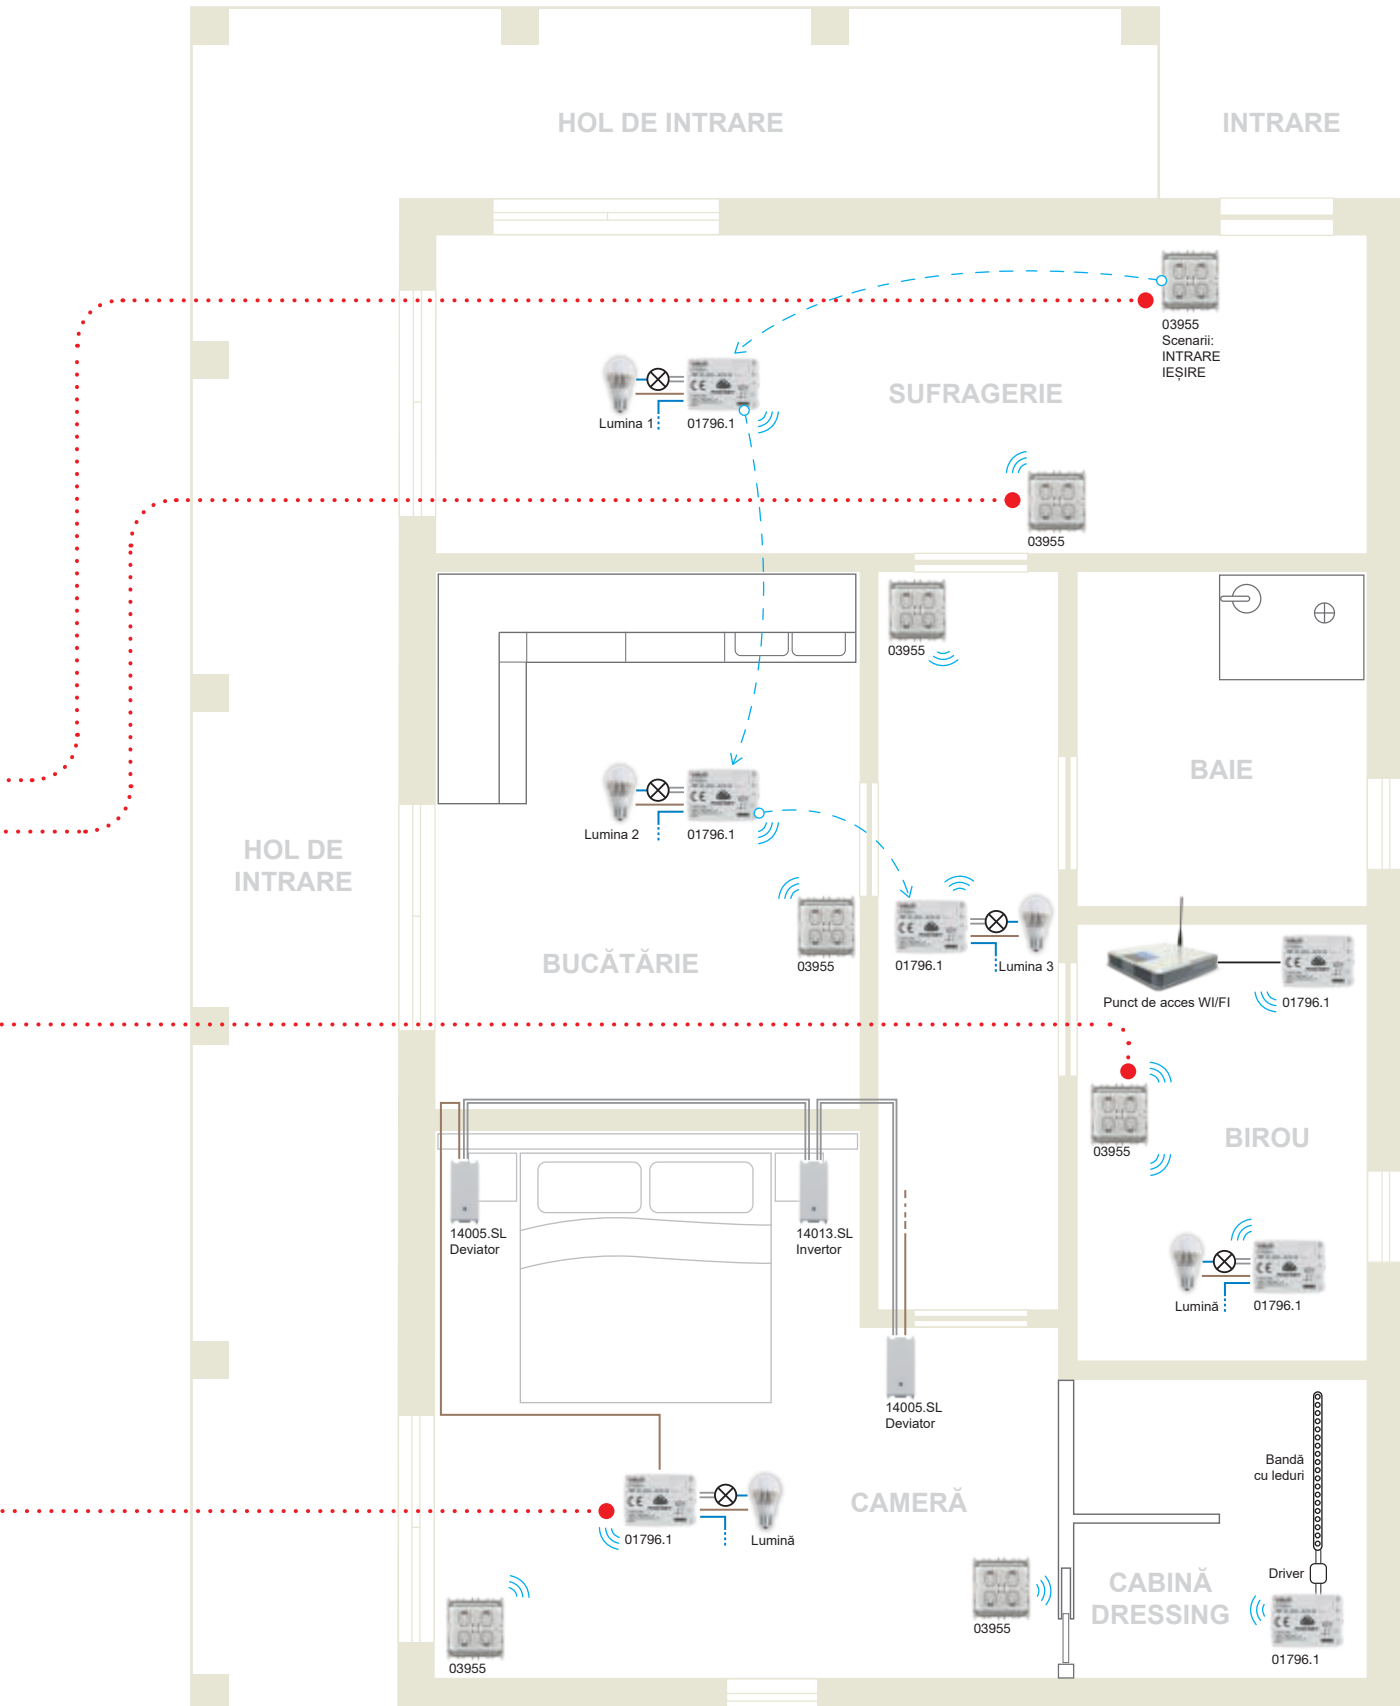 HOL DE INTRARE
INTRARE
03955
Scenarii:
INTRARE
IEȘIRE
SUFRAGERIE
Lumina 1
01796.1
03955
03955
BAIE
Lumina 2
01796.1
HOL DE
INTRARE
BUCĂTĂRIE
03955
01796.1
Lumina 3
Punct de acces WI/FI
01796.1
03955
BIROU
14005.SL
Deviator
14013.SL
Invertor
Lumină
01796.1
14005.SL
Deviator
Bandă
cu leduri
CAMERĂ
01796.1
Lumină
Driver
CABINĂ
DRESSING
03955
03955
01796.1